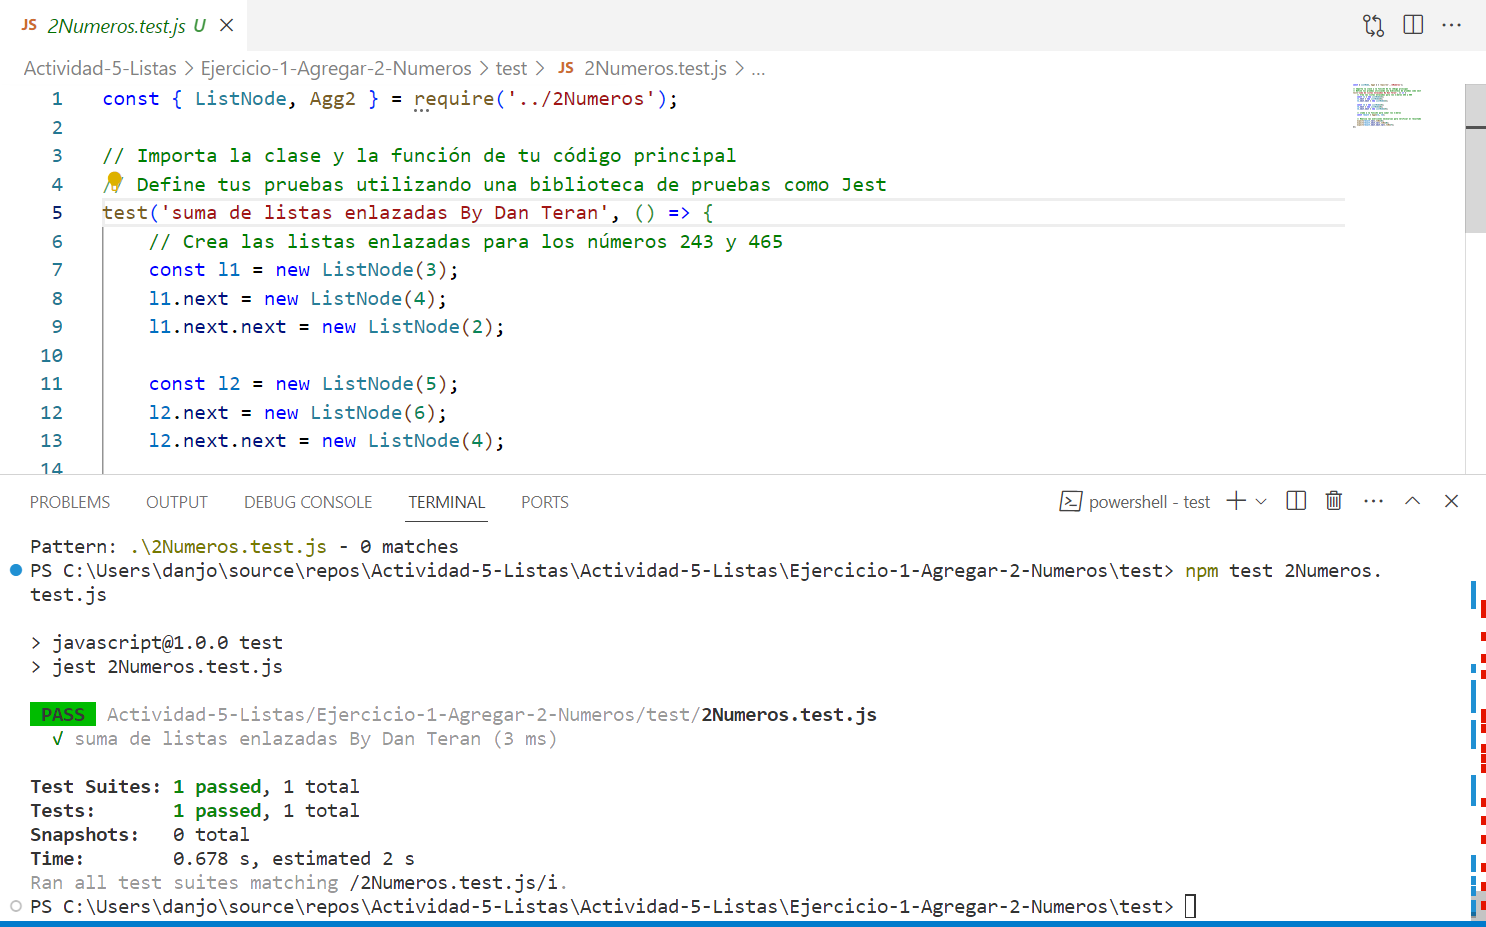 JS 2Numeros.test.js U
Actividad-5-Listas > Ejercicio-1-Agregar-2-Numeros > test > JS 2Numeros.test.js > ...
1 const { ListNode, Agg2 } = require('../2Numeros');
2
3 // Importa la clase y la función de tu código principal
4 // Define tus pruebas utilizando una biblioteca de pruebas como Jest
5 test('suma de listas enlazadas By Dan Teran', () => {
6 // Crea las listas enlazadas para los números 243 y 465
7 const l1 = new ListNode(3);
8 l1.next = new ListNode(4);
9 l1.next.next = new ListNode(2);
10
11 const l2 = new ListNode(5);
12 l2.next = new ListNode(6);
13 l2.next.next = new ListNode(4);
14
PROBLEMS OUTPUT DEBUG CONSOLE TERMINAL PORTS powershell - test
Pattern: .\2Numeros.test.js - 0 matches
PS C:\Users\danjo\source\repos\Actividad-5-Listas\Actividad-5-Listas\Ejercicio-1-Agregar-2-Numeros\test> npm test 2Numeros.
test.js
> javascript@1.0.0 test
> jest 2Numeros.test.js
PASS Actividad-5-Listas/Ejercicio-1-Agregar-2-Numeros/test/2Numeros.test.js
√ suma de listas enlazadas By Dan Teran (3 ms)
Test Suites: 1 passed, 1 total
Tests: 1 passed, 1 total
Snapshots: 0 total
Time: 0.678 s, estimated 2 s
Ran all test suites matching /2Numeros.test.js/i.
PS C:\Users\danjo\source\repos\Actividad-5-Listas\Actividad-5-Listas\Ejercicio-1-Agregar-2-Numeros\test>